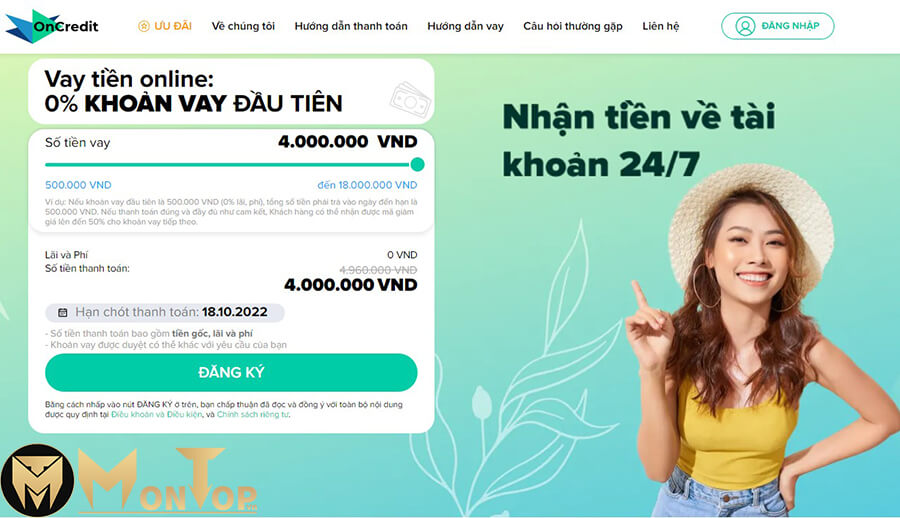 OnCredit
ƯU ĐÃI
Về chúng tôi
Hướng dẫn thanh toán
Hướng dẫn vay
Câu hỏi thường gặp
Liên hệ
ĐĂNG NHẬP
Vay tiền online:
0% KHOẢN VAY ĐẦU TIÊN
Số tiền vay 4.000.000 VND
500.000 VND đến 18.000.000 VND
Ví dụ: Nếu khoản vay đầu tiên là 500.000 VND (0% lãi, phí), tổng số tiền phải trả vào ngày đến hạn là
500.000 VND. Nếu thanh toán đúng và đầy đủ như cam kết, Khách hàng có thể nhận được mã giảm
giá lên đến 50% cho khoản vay tiếp theo.
Lãi và Phí 0 VND
Số tiền thanh toán: 4.960.000 VND
4.000.000 VND
Hạn chót thanh toán: 18.10.2022
- Số tiền thanh toán bao gồm tiền gốc, lãi và phí
- Khoản vay được duyệt có thể khác với yêu cầu của bạn
ĐĂNG KÝ
Bằng cách nhấp vào nút ĐĂNG KÝ ở trên, bạn chấp thuận đã đọc và đồng ý với toàn bộ nội dung
được quy định tại Điều khoản và Điều kiện, và Chính sách riêng tư.
Nhận tiền về tài
khoản 24/7
MONTOP